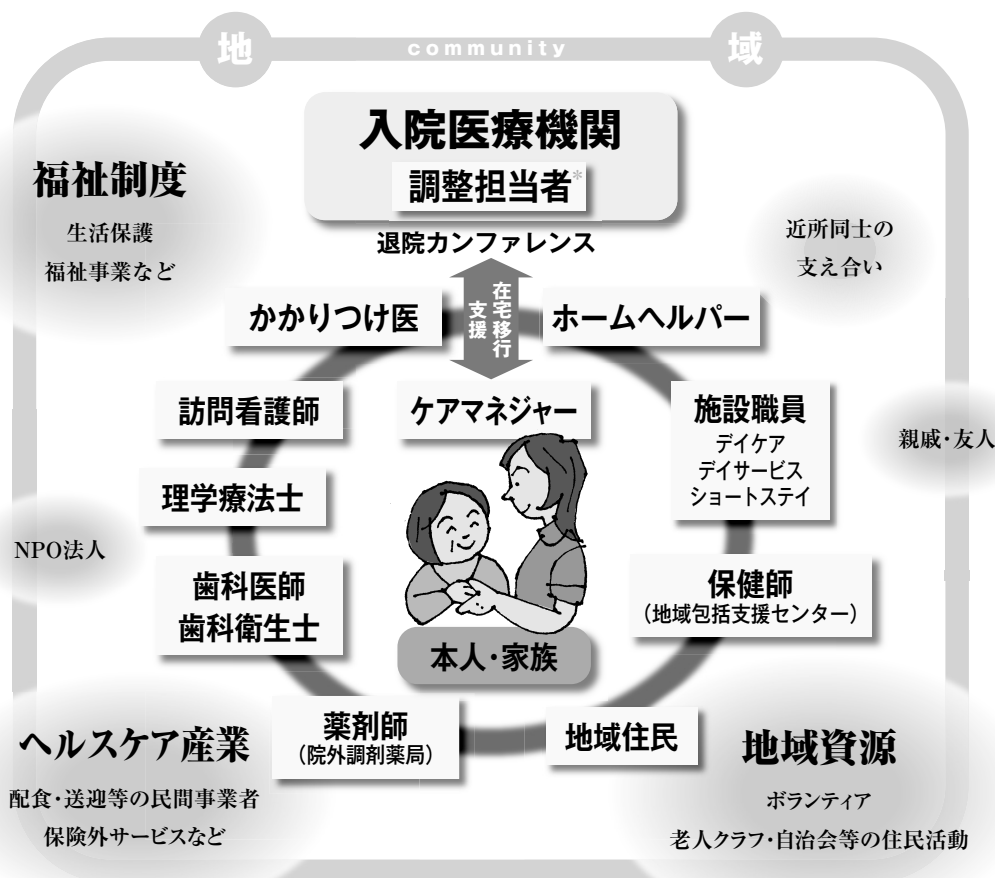 地
community
域
入院医療機関
調整担当者*
退院カンファレンス
福祉制度
生活保護
福祉事業など
近所同士の
支え合い
在宅移行
支援
かかりつけ医
ホームヘルパー
訪問看護師
ケアマネジャー
施設職員
デイケア
デイサービス
ショートステイ
親戚・友人
理学療法士
NPO法人
歯科医師
歯科衛生士
保健師
(地域包括支援センター)
本人・家族
薬剤師
(院外調剤薬局)
地域住民
ヘルスケア産業
配食・送迎等の民間事業者
保険外サービスなど
地域資源
ボランティア
老人クラフ・自治会等の住民活動